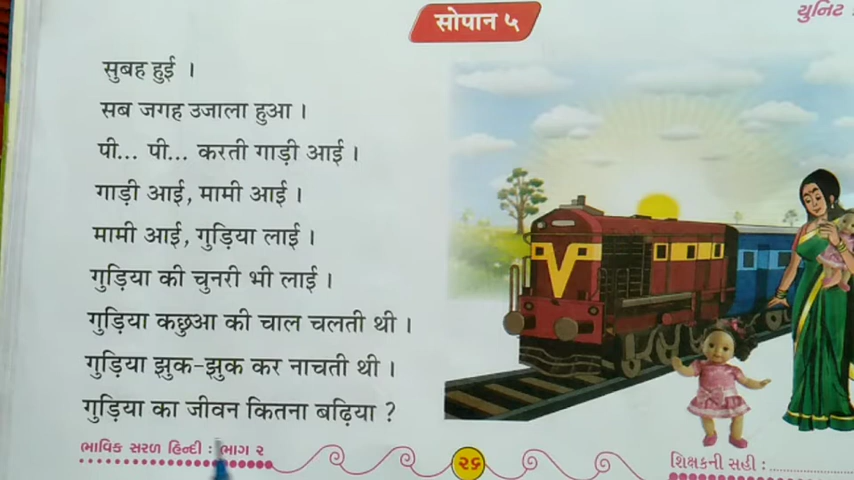 सोपान ५
યુનિટ
सुबह हुई ।
सब जगह उजाला हुआ ।
पी... पी... करती गाड़ी आई ।
गाड़ी आई, मामी आई ।
मामी आई, गुड़िया लाई ।
गुड़िया की चुनरी भी लाई ।
गुड़िया कछुआ की चाल चलती थी ।
गुड़िया झुक-झुक कर नाचती थी ।
गुड़िया का जीवन कितना बढ़िया ?
ભાવિક સરળ હિન્દી : ભાગ ૨
૨૬
શિક્ષકની સહી :